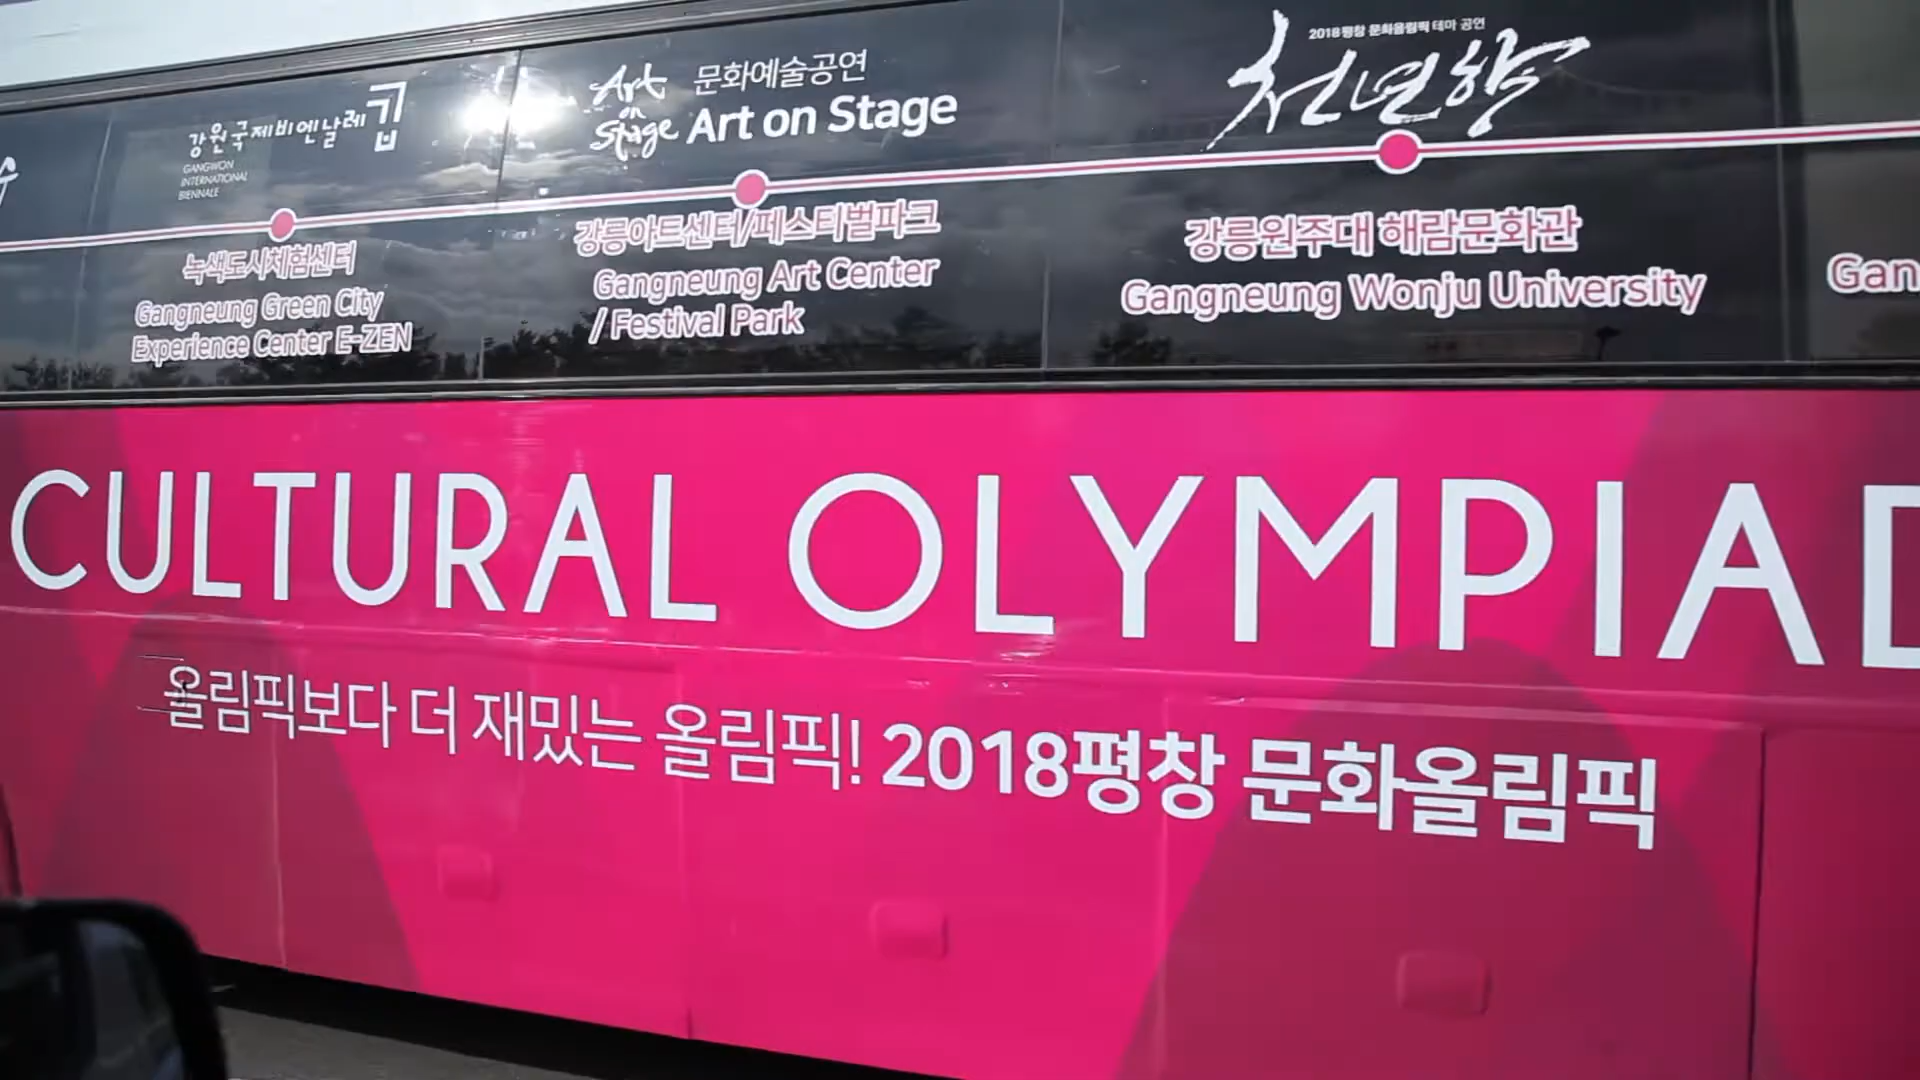 강원국제비엔날레
GANGWON
INTERNATIONAL
BIENNALE
녹색도시체험센터
Gangneung Green City
Experience Center E-ZEN
Art on Stage
문화예술공연
Art on Stage
강릉아트센터/페스티벌파크
Gangneung Art Center
/ Festival Park
2018평창 문화올림픽 테마 공연
천년향
강릉원주대 해람문화관
Gangneung Wonju University
Gan
CULTURAL OLYMPIAD
올림픽보다 더 재밌는 올림픽! 2018평창 문화올림픽